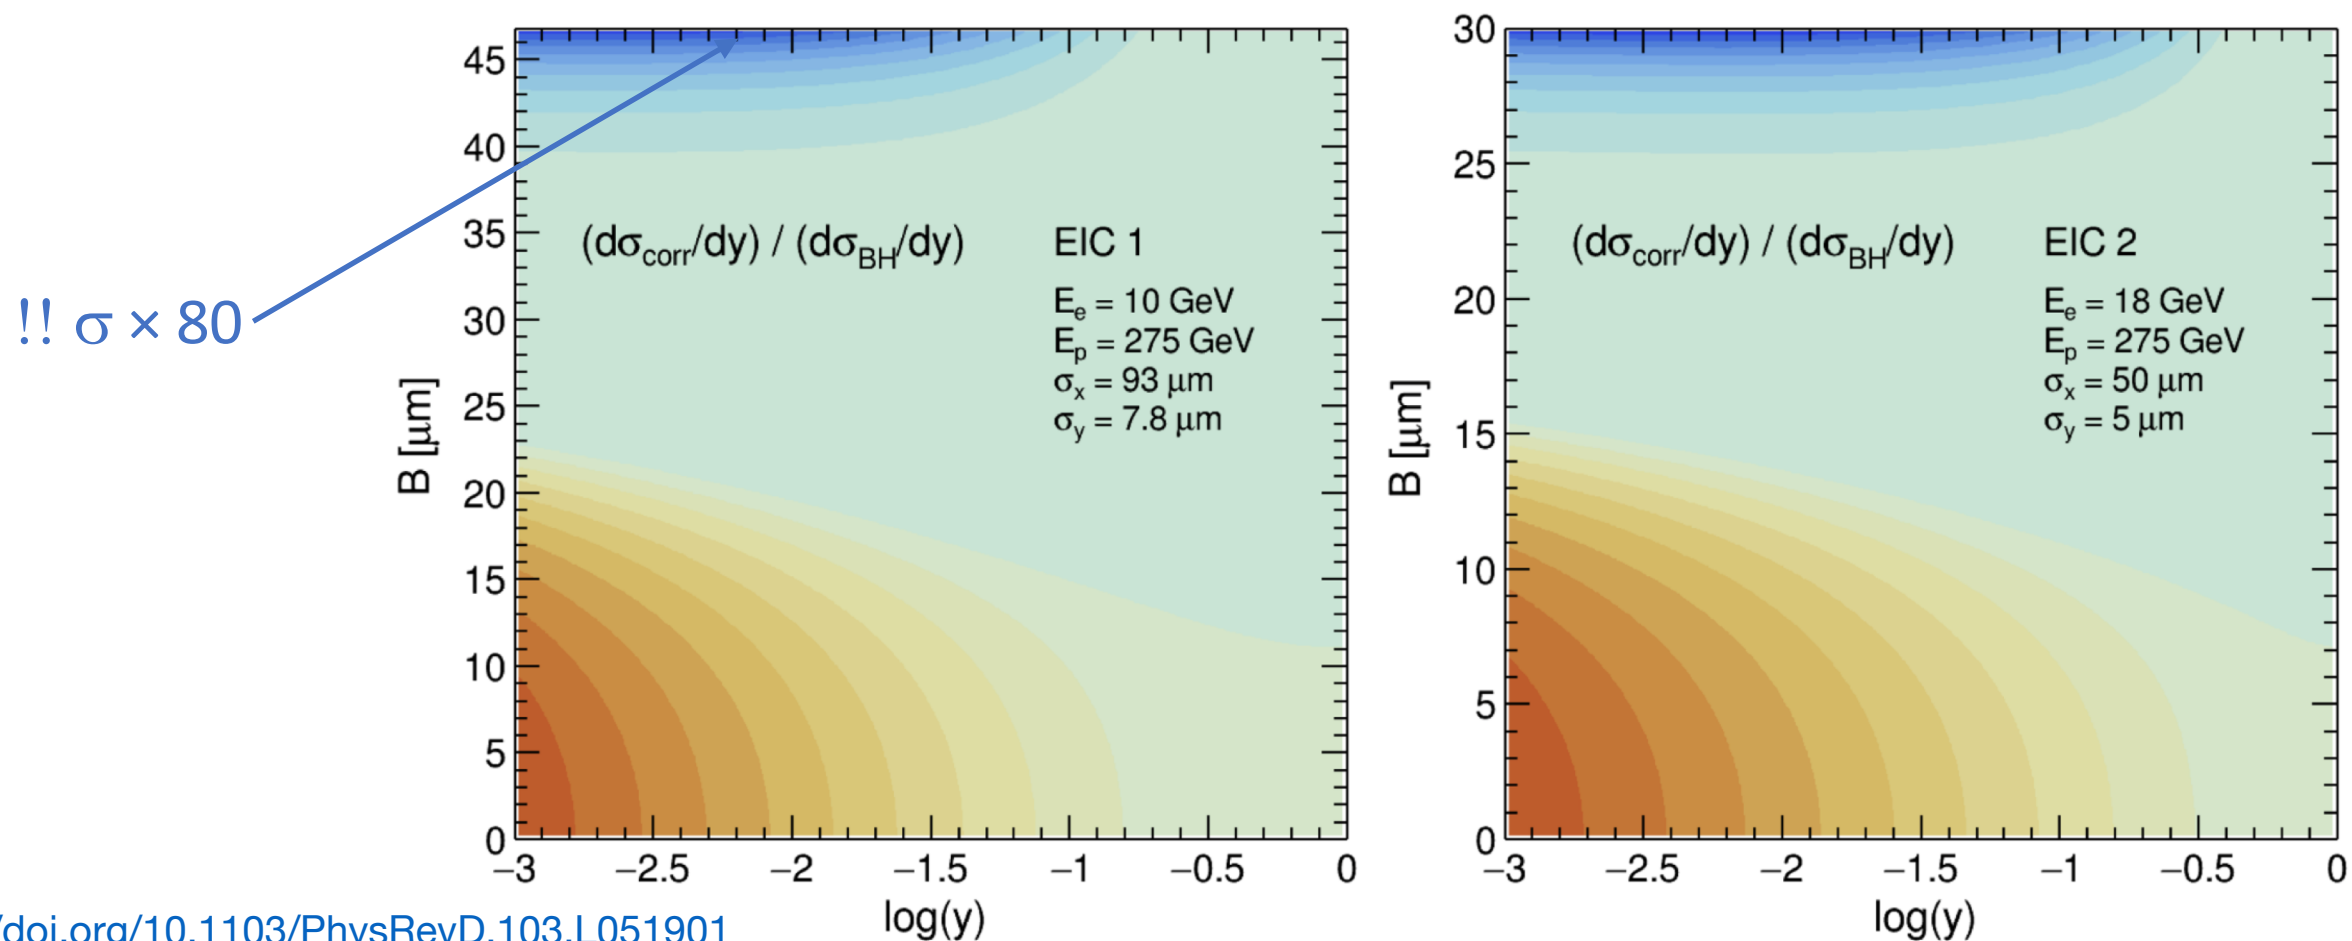 !! σ × 80
45
40
35
30
25
20
15
10
5
0
B [μm]
(dσcorr/dy) / (dσBH/dy)
EIC 1
Ee = 10 GeV
Ep = 275 GeV
σx = 93 μm
σy = 7.8 μm
−3
−2.5
−2
−1.5
−1
−0.5
0
log(y)
30
25
20
15
10
5
0
B [μm]
(dσcorr/dy) / (dσBH/dy)
EIC 2
Ee = 18 GeV
Ep = 275 GeV
σx = 50 μm
σy = 5 μm
−3
−2.5
−2
−1.5
−1
−0.5
0
log(y)
/doi.org/10.1103/PhysRevD.103.L051901